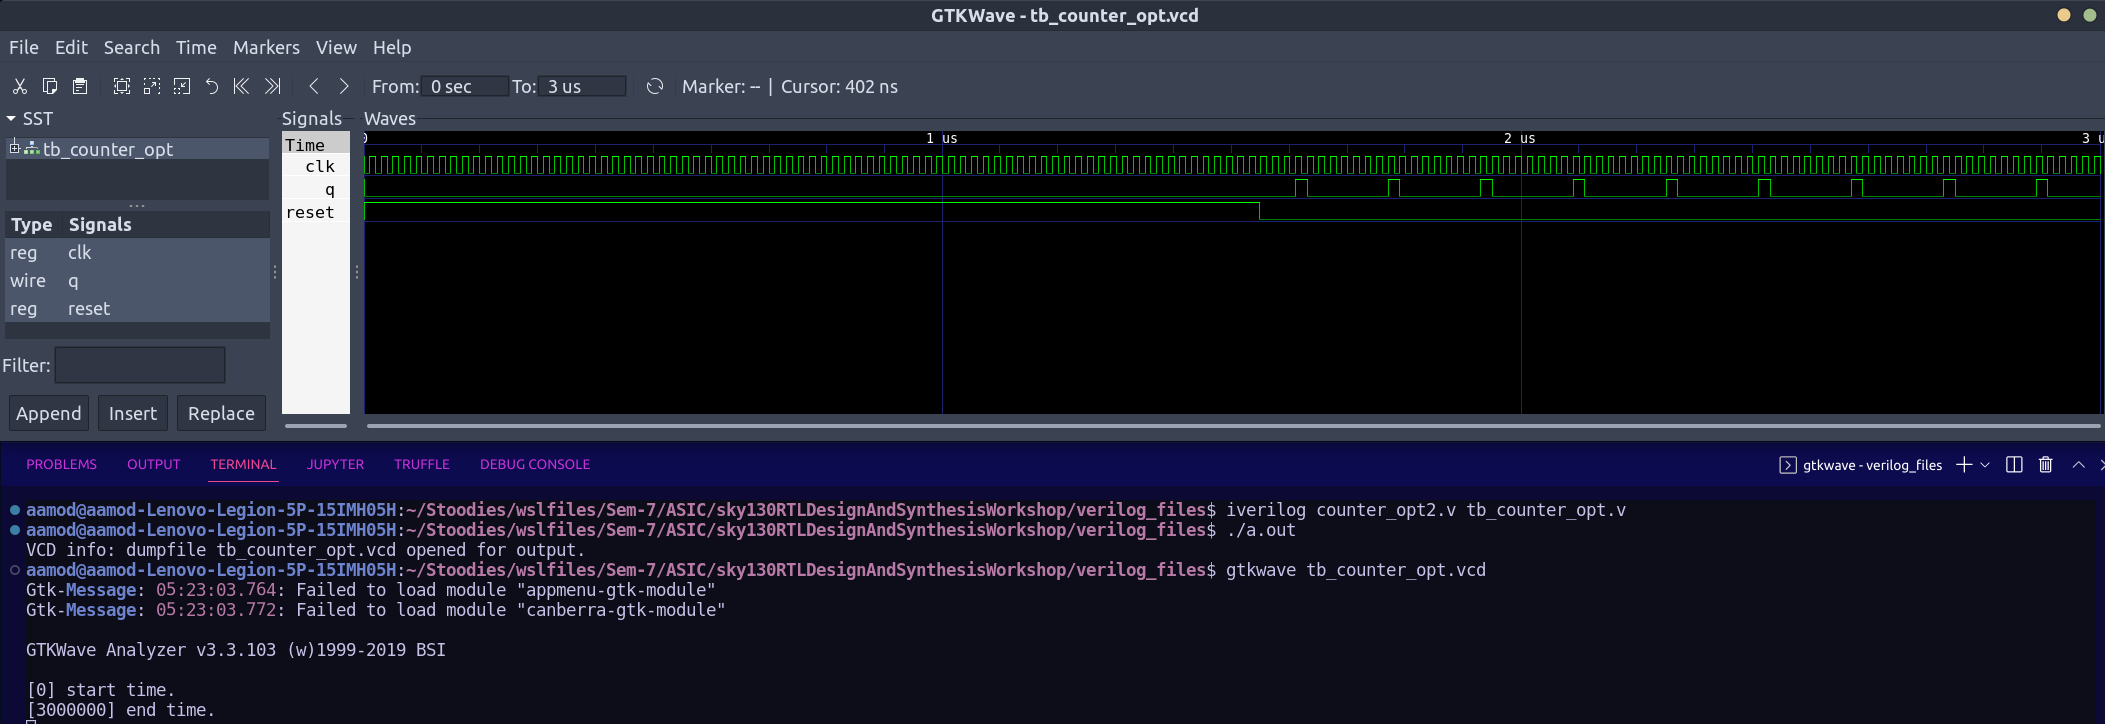 GTKWave - tb_counter_opt.vcd
File Edit Search Time Markers View Help
From: 0 sec To: 3 us Marker: -- | Cursor: 402 ns
SST
tb_counter_opt
Type Signals
reg clk
wire q
reg reset
Filter:
Append Insert Replace
Signals
Time
clk
q
reset
Waves
0 1 us 2 us 3 u
PROBLEMS OUTPUT TERMINAL JUPYTER TRUFFLE DEBUG CONSOLE
gtkwave - verilog_files
aamod@aamod-Lenovo-Legion-5P-15IMH05H:~/Stoodies/wslfiles/Sem-7/ASIC/sky130RTLDesignAndSynthesisWorkshop/verilog_files$ iverilog counter_opt2.v tb_counter_opt.v
aamod@aamod-Lenovo-Legion-5P-15IMH05H:~/Stoodies/wslfiles/Sem-7/ASIC/sky130RTLDesignAndSynthesisWorkshop/verilog_files$ ./a.out
VCD info: dumpfile tb_counter_opt.vcd opened for output.
aamod@aamod-Lenovo-Legion-5P-15IMH05H:~/Stoodies/wslfiles/Sem-7/ASIC/sky130RTLDesignAndSynthesisWorkshop/verilog_files$ gtkwave tb_counter_opt.vcd
Gtk-Message: 05:23:03.764: Failed to load module "appmenu-gtk-module"
Gtk-Message: 05:23:03.772: Failed to load module "canberra-gtk-module"
GTKWave Analyzer v3.3.103 (w)1999-2019 BSI
[0] start time.
[3000000] end time.